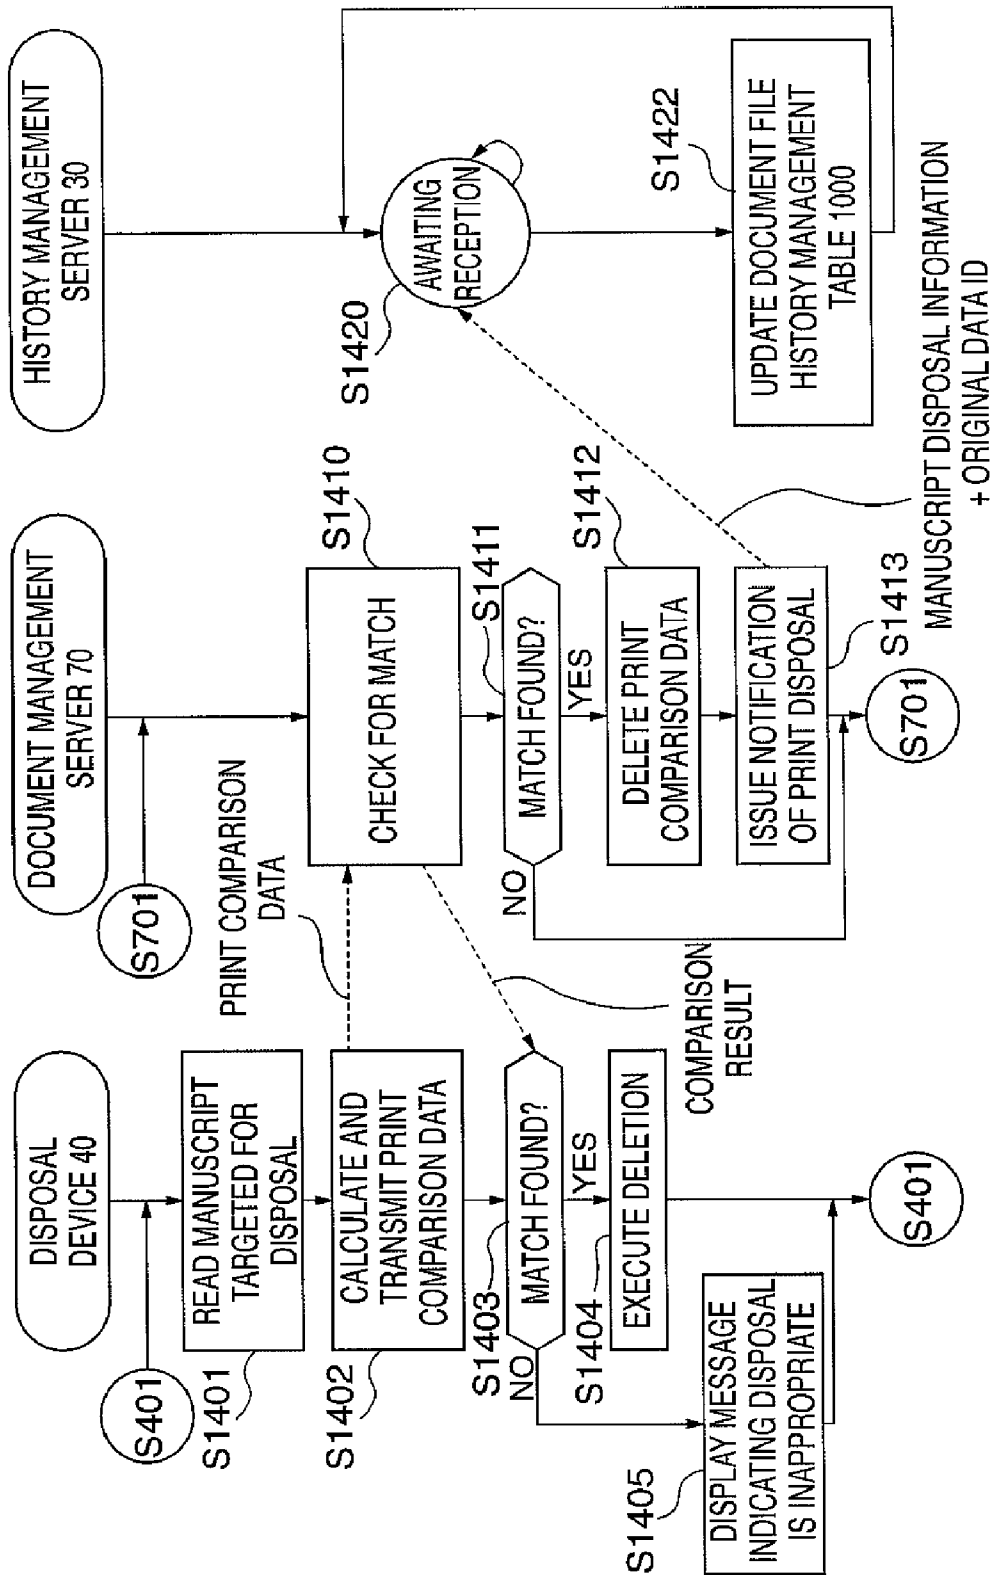 DISPOSAL
DEVICE 40
S401
READ MANUSCRIPT
TARGETED FOR
DISPOSAL
S1401
CALCULATE AND
TRANSMIT PRINT
COMPARISON DATA
S1402
MATCH FOUND?
S1403
NO
YES
EXECUTE DELETION
S1404
DISPLAY MESSAGE
INDICATING DISPOSAL
IS INAPPROPRIATE
S1405
S401
PRINT COMPARISON
DATA
COMPARISON
RESULT
DOCUMENT MANAGEMENT
SERVER 70
S701
CHECK FOR MATCH
S1410
MATCH FOUND?
S1411
NO
YES
DELETE PRINT
COMPARISON DATA
S1412
ISSUE NOTIFICATION
OF PRINT DISPOSAL
S1413
S701
MANUSCRIPT DISPOSAL INFORMATION
+ ORIGINAL DATA ID
HISTORY MANAGEMENT
SERVER 30
AWAITING
RECEPTION
S1420
UPDATE DOCUMENT FILE
HISTORY MANAGEMENT
TABLE 1000
S1422